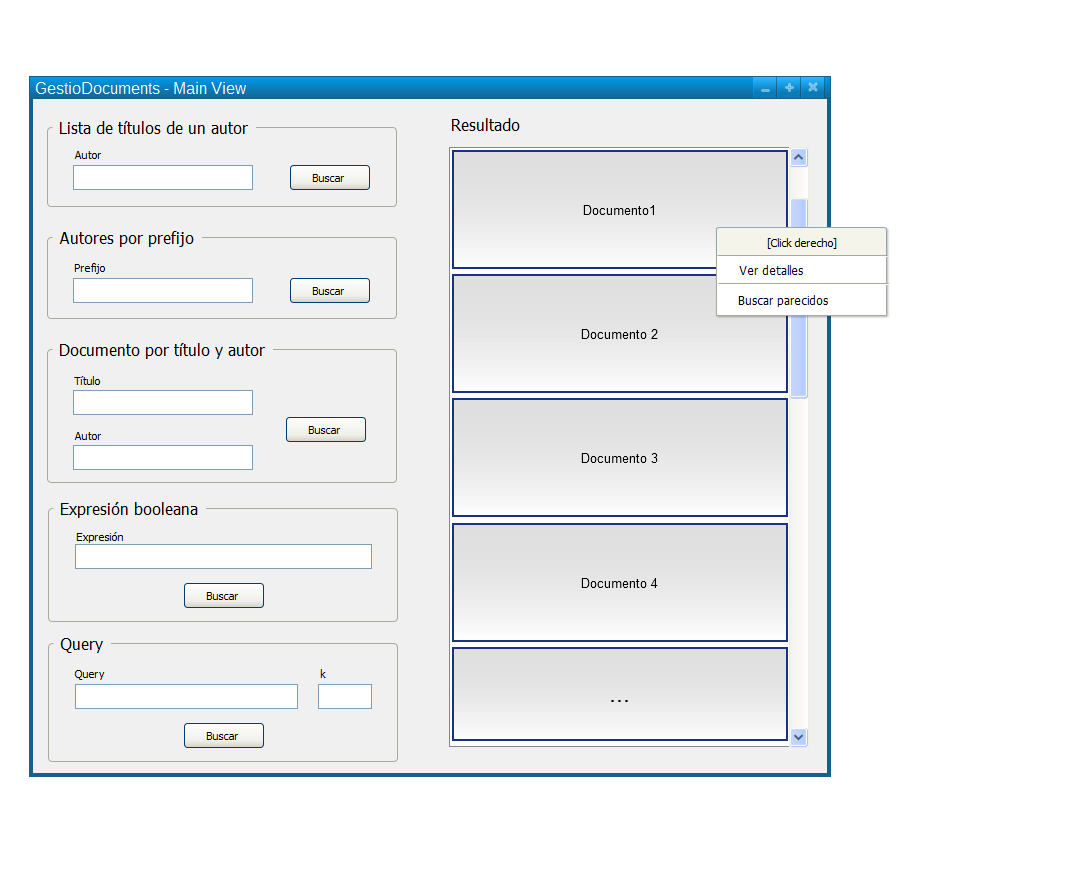 GestioDocuments - Main View
Lista de títulos de un autor
Autor
Buscar
Autores por prefijo
Prefijo
Buscar
Documento por título y autor
Título
Autor
Buscar
Expresión booleana
Expresión
Buscar
Query
Query k
Buscar
Resultado
Documento1
[Click derecho]
Ver detalles
Buscar parecidos
Documento 2
Documento 3
Documento 4
...